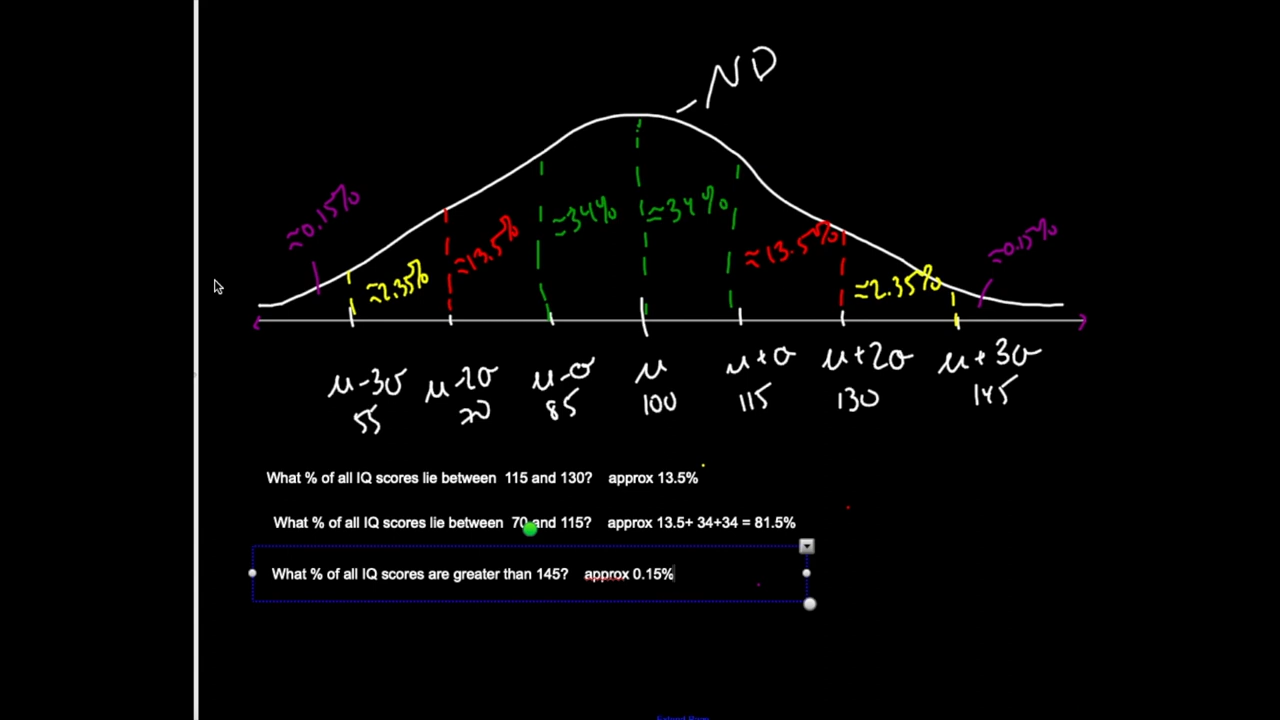 ND
≈0.15% ≈2.35% ≈13.5% ≈34% ≈34% ≈13.5% ≈2.35% ≈0.15%
μ-3σ μ-2σ μ-σ μ μ+σ μ+2σ μ+3σ
55 70 85 100 115 130 145
What % of all IQ scores lie between 115 and 130? approx 13.5%
What % of all IQ scores lie between 70 and 115? approx 13.5+ 34+34 = 81.5%
What % of all IQ scores are greater than 145? approx 0.15%